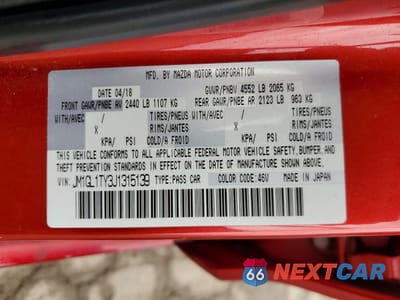 MFD. BY MAZDA MOTOR CORPORATION
DATE 04/18 GVWR/PNBV 4552 LB 2065 KG
FRONT GAWR/PNBE AV 2440 LB 1107 KG REAR GAWR/PNBE AR 2123 LB 963 KG
WITH/AVEC / TIRES/PNEUS WITH/AVEC / TIRES/PNEUS
X RIMS/JANTES X RIMS/JANTES
KPA/ PSI COLD/A FROID KPA/ PSI COLD/A FROID
THIS VEHICLE CONFORMS TO ALL APPLICABLE FEDERAL MOTOR VEHICLE SAFETY, BUMPER, AND
THEFT PREVENTION STANDARDS IN EFFECT ON THE DATE OF MANUFACTURE SHOWN ABOVE.
VIN: JM1GL1TY3J1315139 TYPE: PASS CAR COLOR CODE: 46V MADE IN JAPAN
66 NEXTCAR